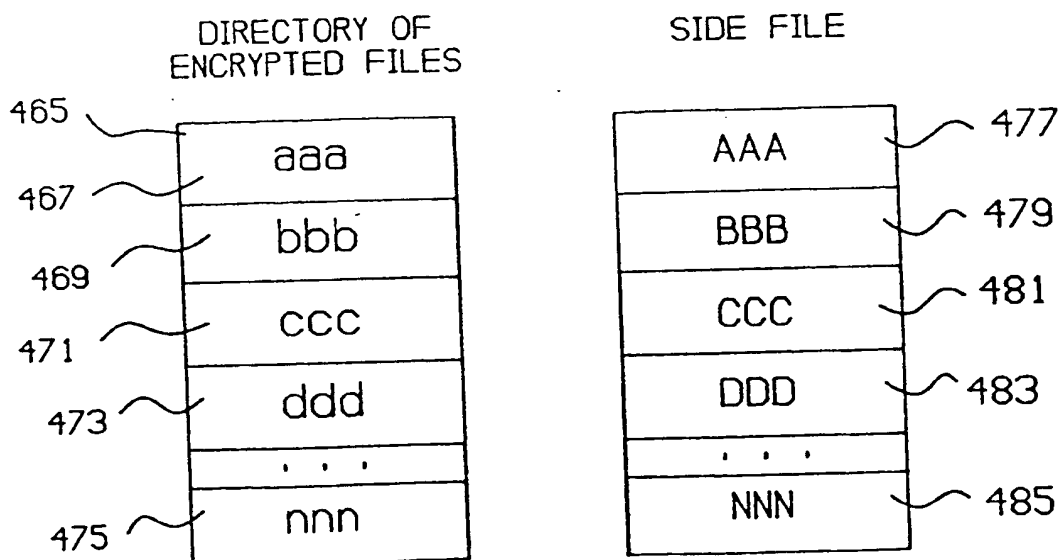 DIRECTORY OF
ENCRYPTED FILES
465
aaa
467
bbb
469
ccc
471
ddd
473
. . .
nnn
475
SIDE FILE
AAA
477
BBB
479
CCC
481
DDD
483
. . .
NNN
485